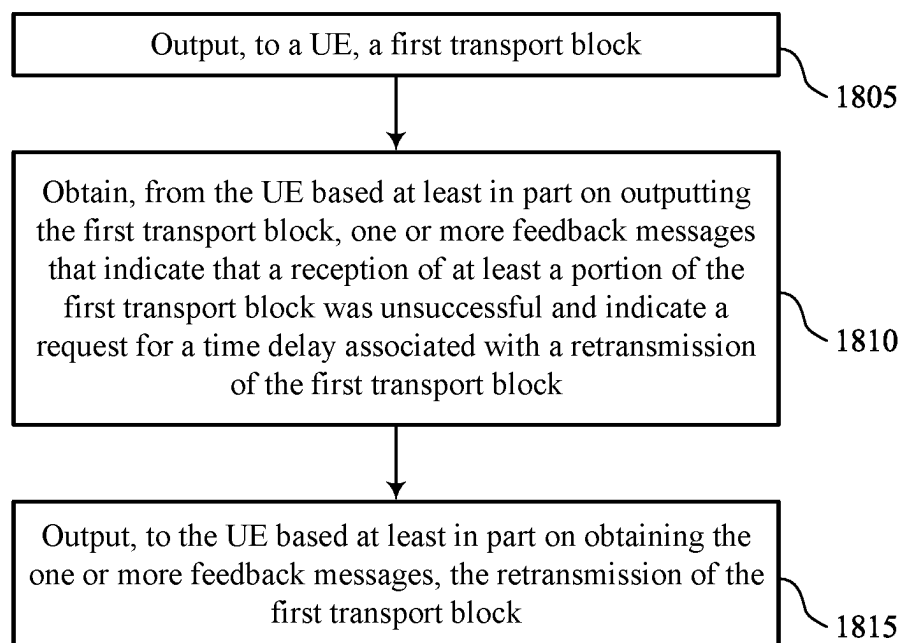 Output, to a UE, a first transport block
1805
Obtain, from the UE based at least in part on outputting
the first transport block, one or more feedback messages
that indicate that a reception of at least a portion of the
first transport block was unsuccessful and indicate a
request for a time delay associated with a retransmission
of the first transport block
1810
Output, to the UE based at least in part on obtaining the
one or more feedback messages, the retransmission of the
first transport block
1815